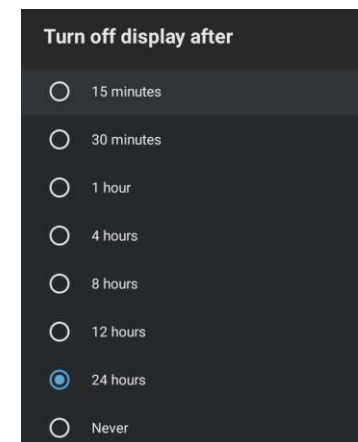 Turn off display after
15 minutes
30 minutes
1 hour
4 hours
8 hours
12 hours
24 hours
Never